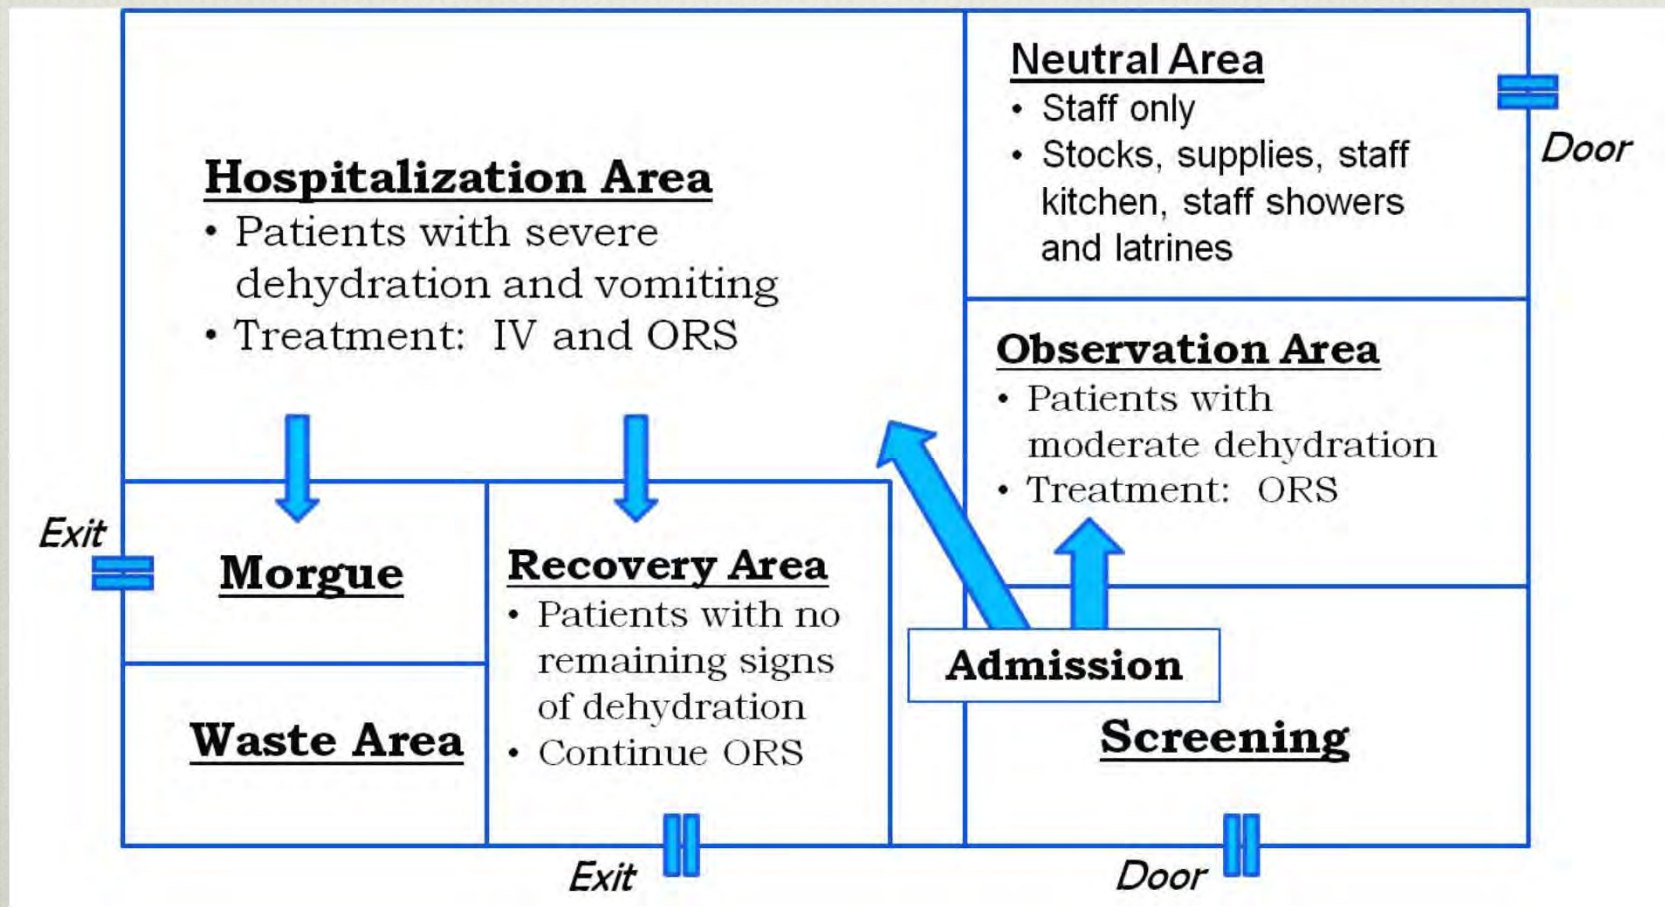 Hospitalization Area
• Patients with severe
dehydration and vomiting
• Treatment: IV and ORS
Neutral Area
• Staff only
• Stocks, supplies, staff
kitchen, staff showers
and latrines
Door
Observation Area
• Patients with
moderate dehydration
• Treatment: ORS
Exit
Morgue
Waste Area
Recovery Area
• Patients with no
remaining signs
of dehydration
• Continue ORS
Exit
Admission
Screening
Door